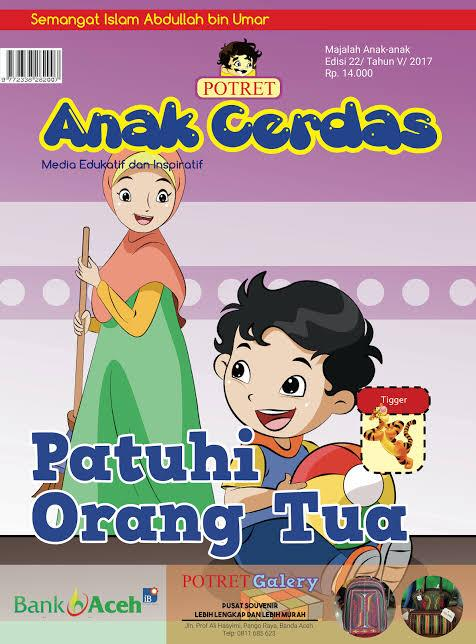 Semangat Islam Abdullah bin Umar
Majalah Anak-anak
Edisi 22/ Tahun V/ 2017
Rp. 14.000
9 772338 282007
POTRET
Anak Cerdas
Media Edukatif dan Inspiratif
Tigger
Patuhi
Orang Tua
POTRET Galery
Bank Aceh iB
PUSAT SOUVENIR
LEBIH LENGKAP DAN LEBIH MURAH
Jln. Prof Ali Hasyimi, Pango Raya, Banda Aceh
Telp: 0811 685 623